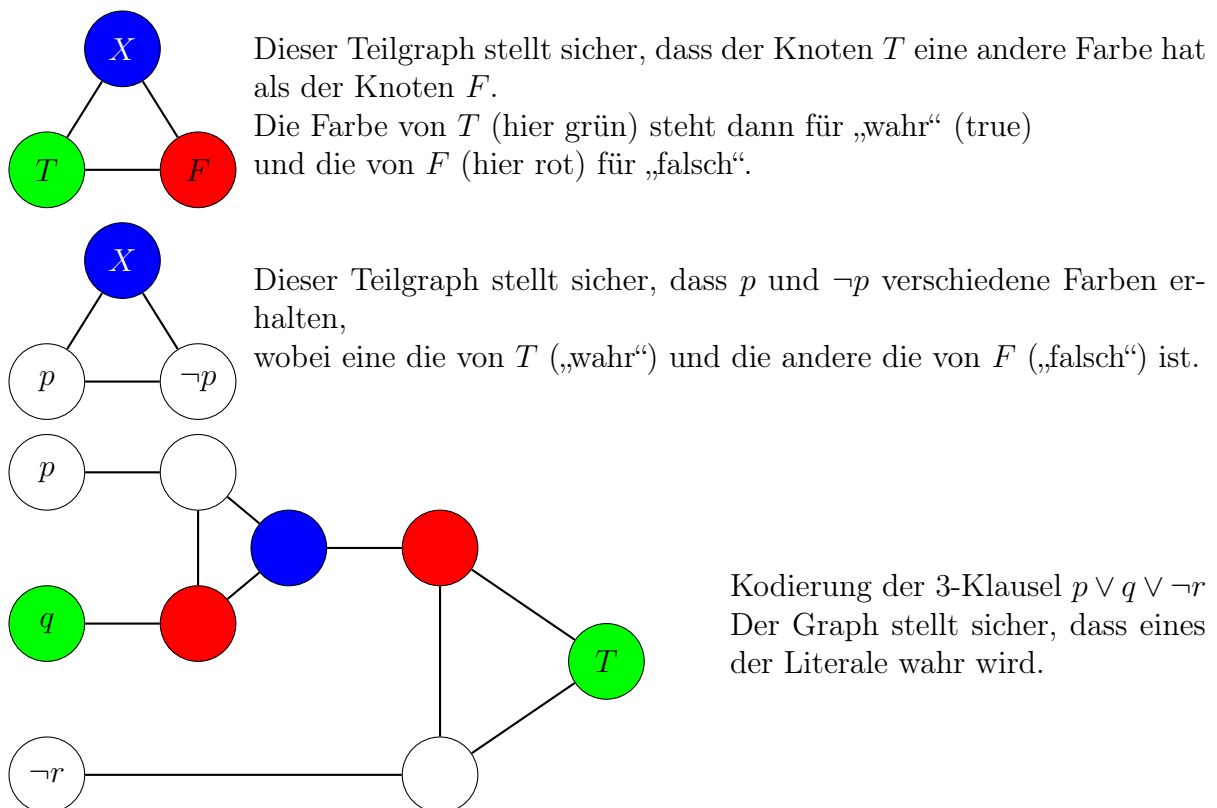 X
T
F
Dieser Teilgraph stellt sicher, dass der Knoten T eine andere Farbe hat
als der Knoten F.
Die Farbe von T (hier grün) steht dann für „wahr“ (true)
und die von F (hier rot) für „falsch“.
X
p
¬p
Dieser Teilgraph stellt sicher, dass p und ¬p verschiedene Farben er-
halten,
wobei eine die von T („wahr“) und die andere die von F („falsch“) ist.
p
q
T
¬r
Kodierung der 3-Klausel p ∨ q ∨ ¬r
Der Graph stellt sicher, dass eines
der Literale wahr wird.